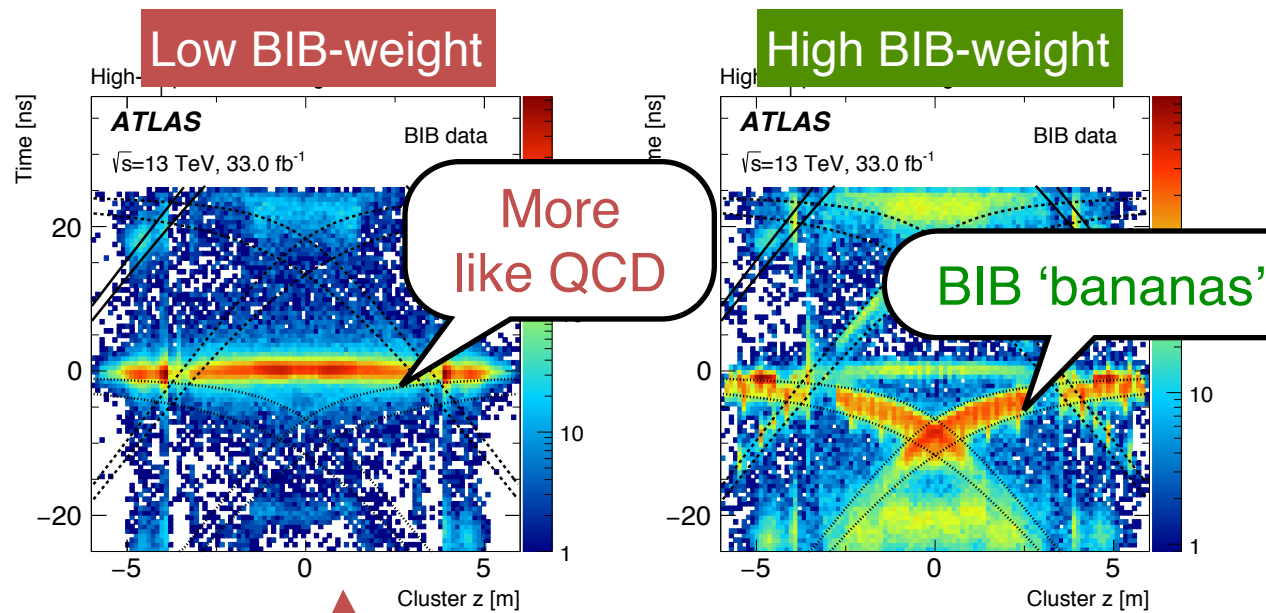 Low BIB-weight
High BIB-weight
High-
Time [ns]
ATLAS
BIB data
√s=13 TeV, 33.0 fb-1
More
like QCD
20
0
−20
10
1
−5
0
5
Cluster z [m]
ATLAS
BIB data
√s=13 TeV, 33.0 fb-1
BIB ‘bananas’
20
0
−20
10
1
−5
0
5
Cluster z [m]